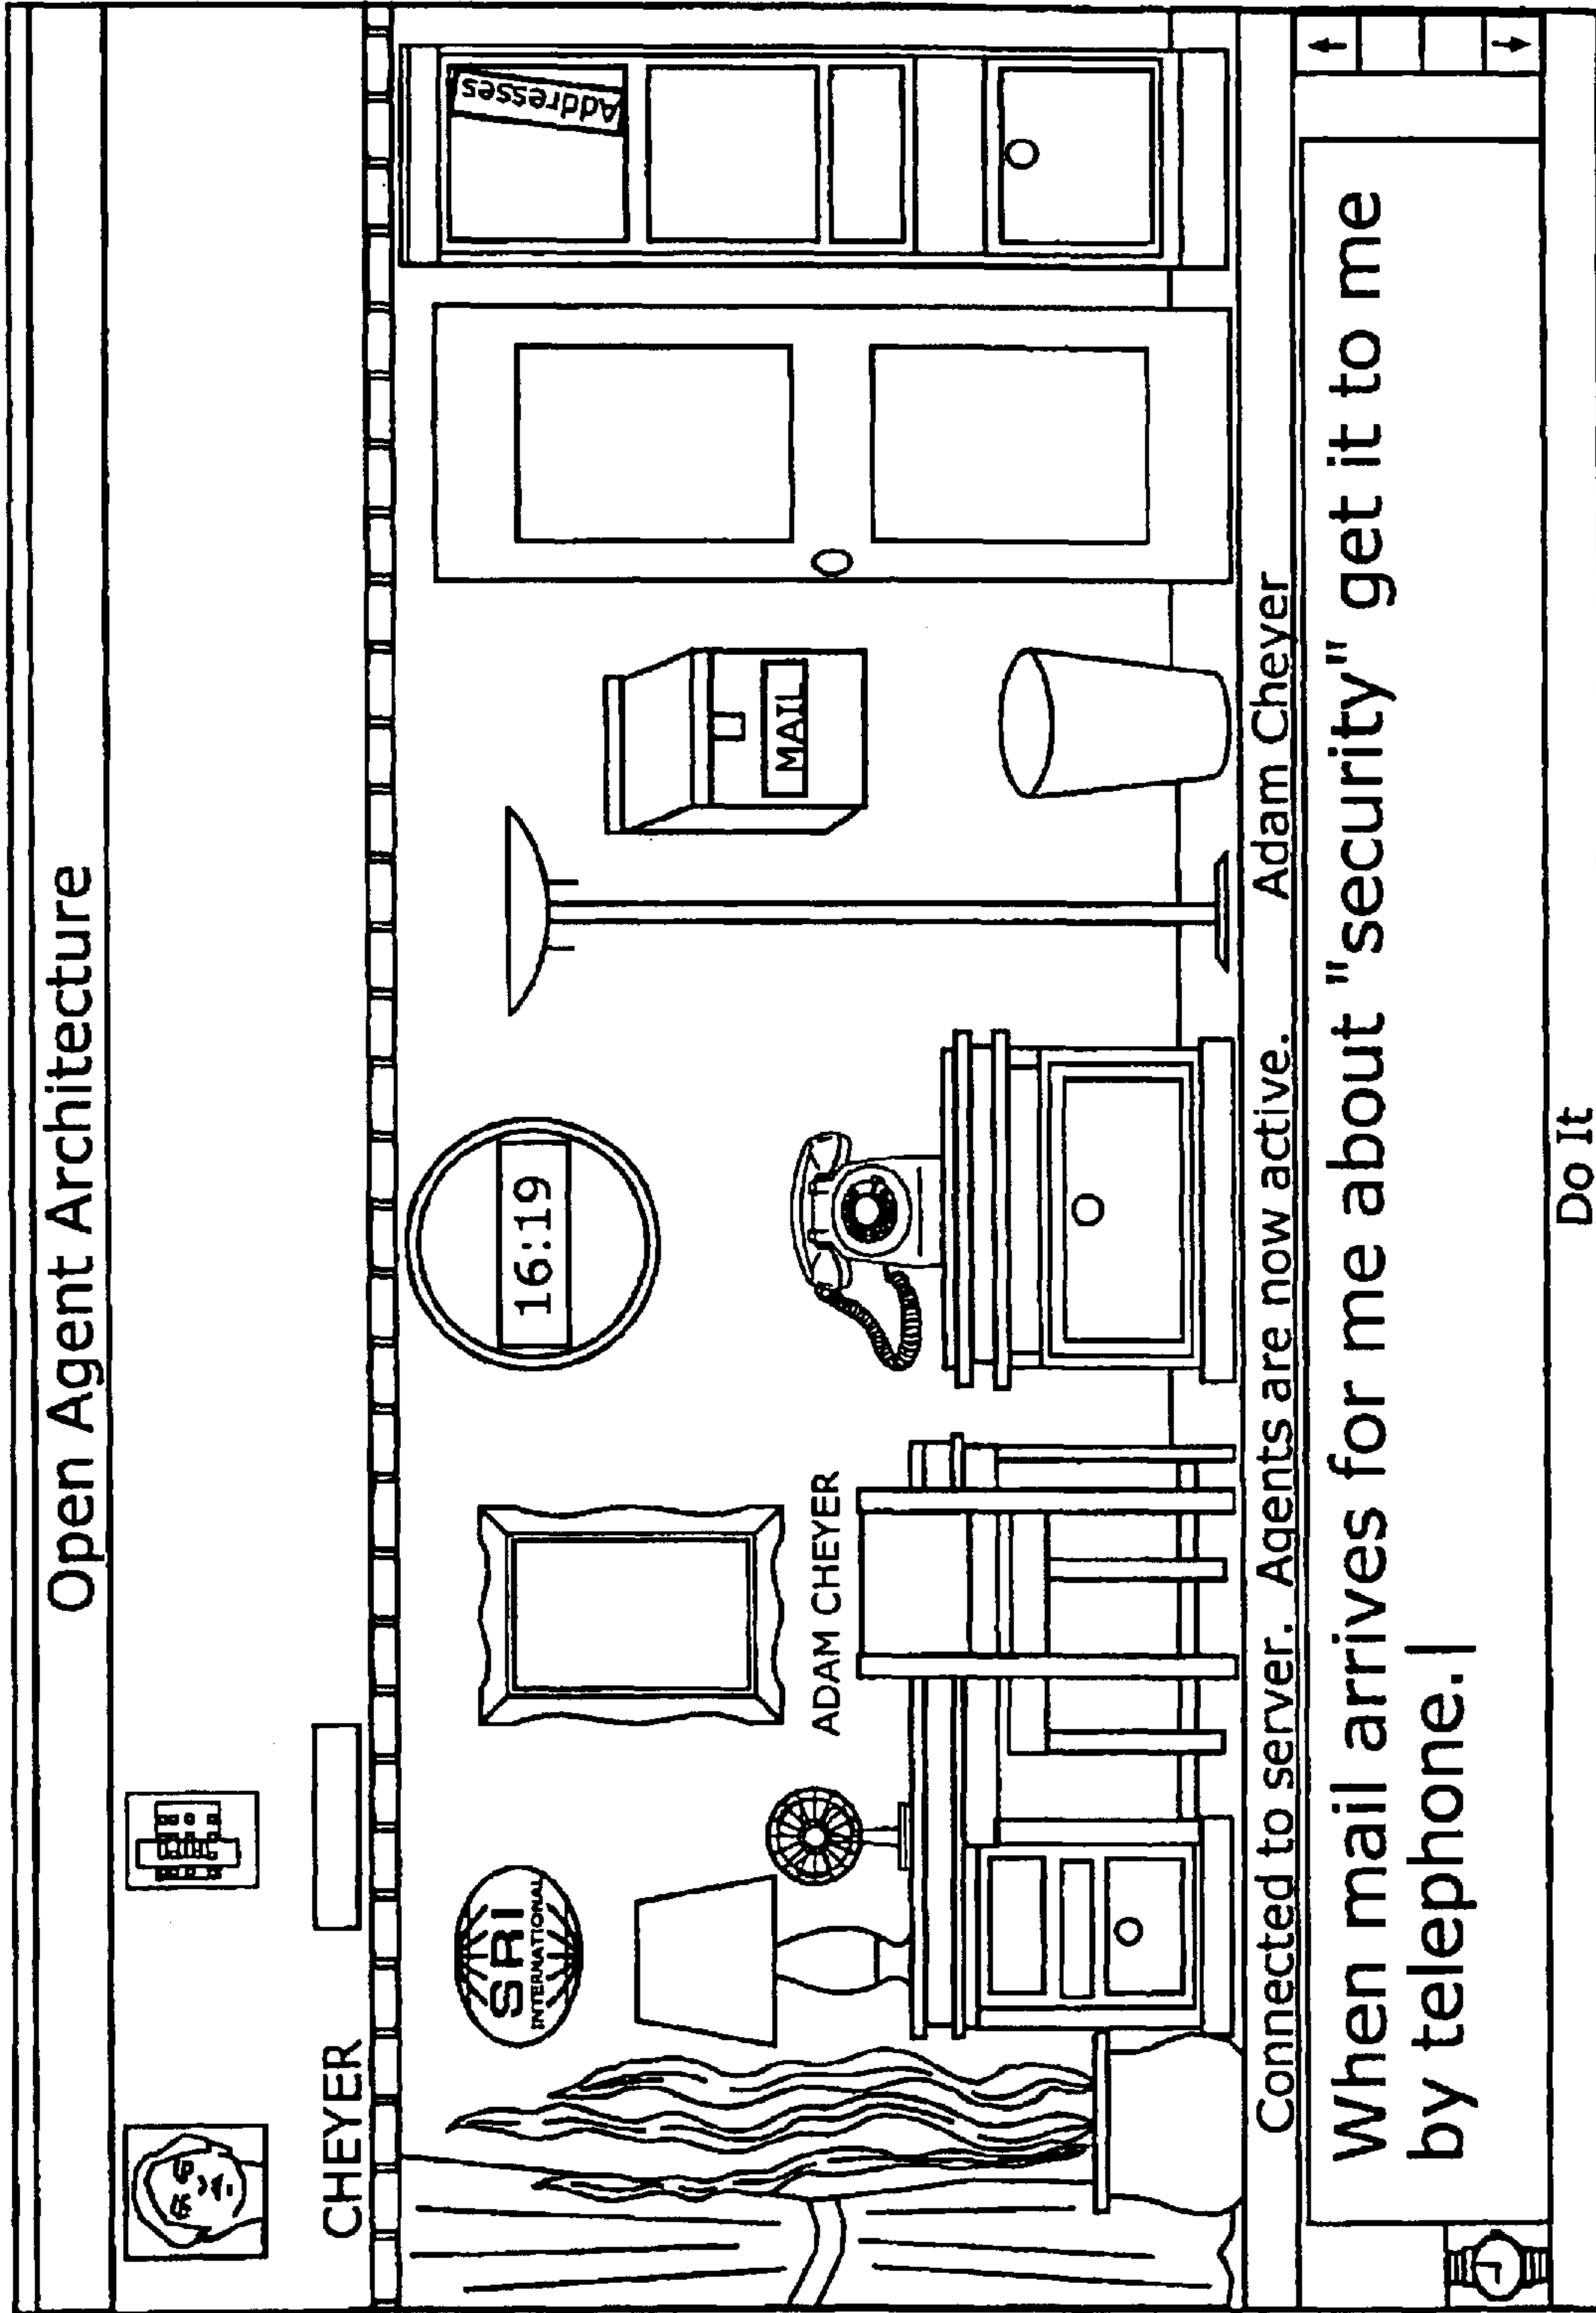 Open Agent Architecture
CHEYER
SRI
INTERNATIONAL
ADAM CHEYER
16:19
MAIL
Addresses
Connected to server. Agents are now active. Adam Cheyer
When mail arrives for me about "security" get it to me
by telephone.
Do It